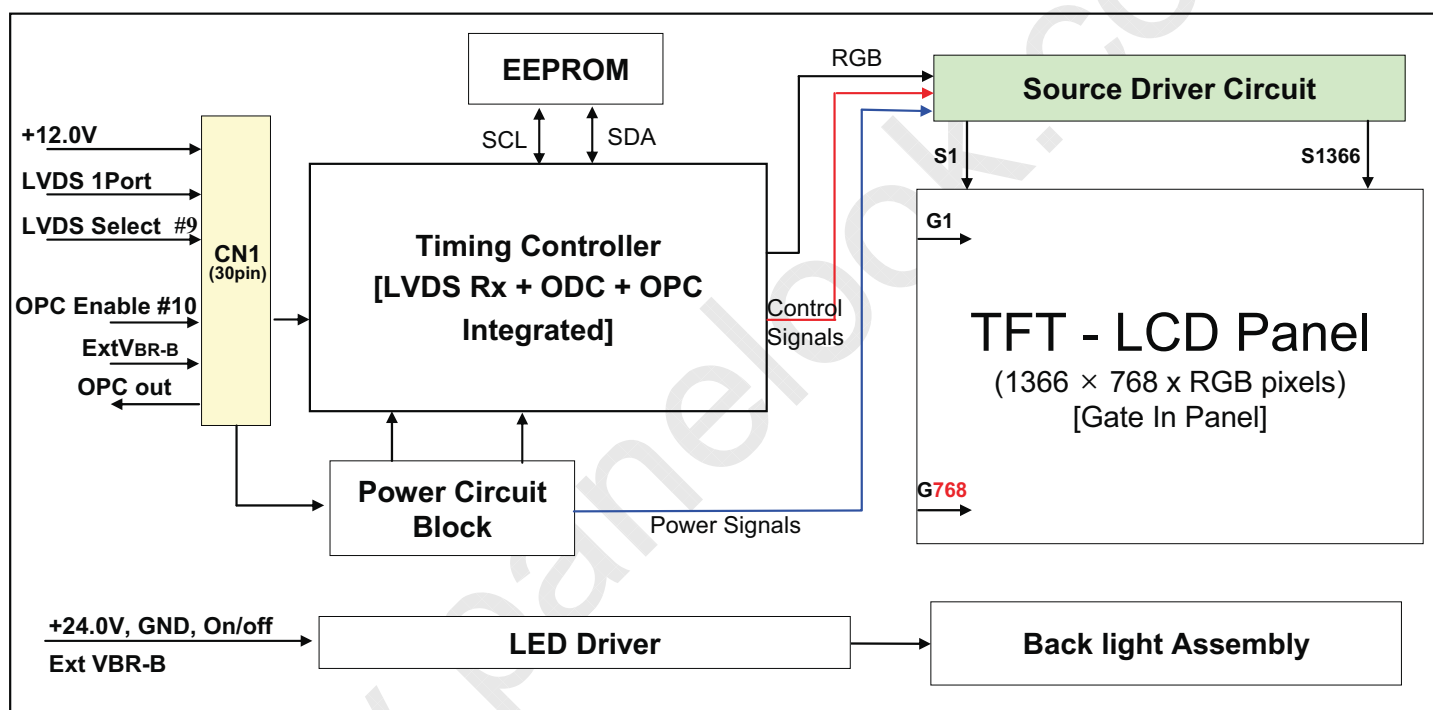 EEPROM
SCL
SDA
RGB
Source Driver Circuit
S1
S1366
+12.0V
LVDS 1Port
LVDS Select #9
CN1
(30pin)
OPC Enable #10
ExtVBR-B
OPC out
Timing Controller
[LVDS Rx + ODC + OPC
Integrated]
Control
Signals
G1
TFT - LCD Panel
(1366 × 768 x RGB pixels)
[Gate In Panel]
G768
Power Circuit
Block
Power Signals
+24.0V, GND, On/off
Ext VBR-B
LED Driver
Back light Assembly
panelook.co